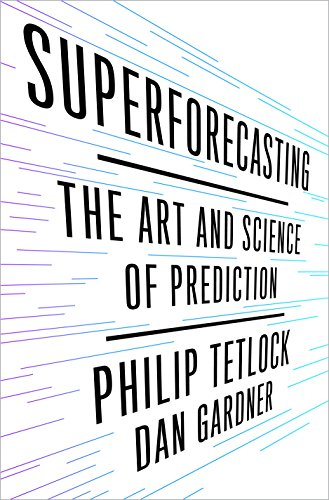 SUPERFORECASTING
THE ART AND SCIENCE
OF PREDICTION
PHILIP TETLOCK
DAN GARDNER